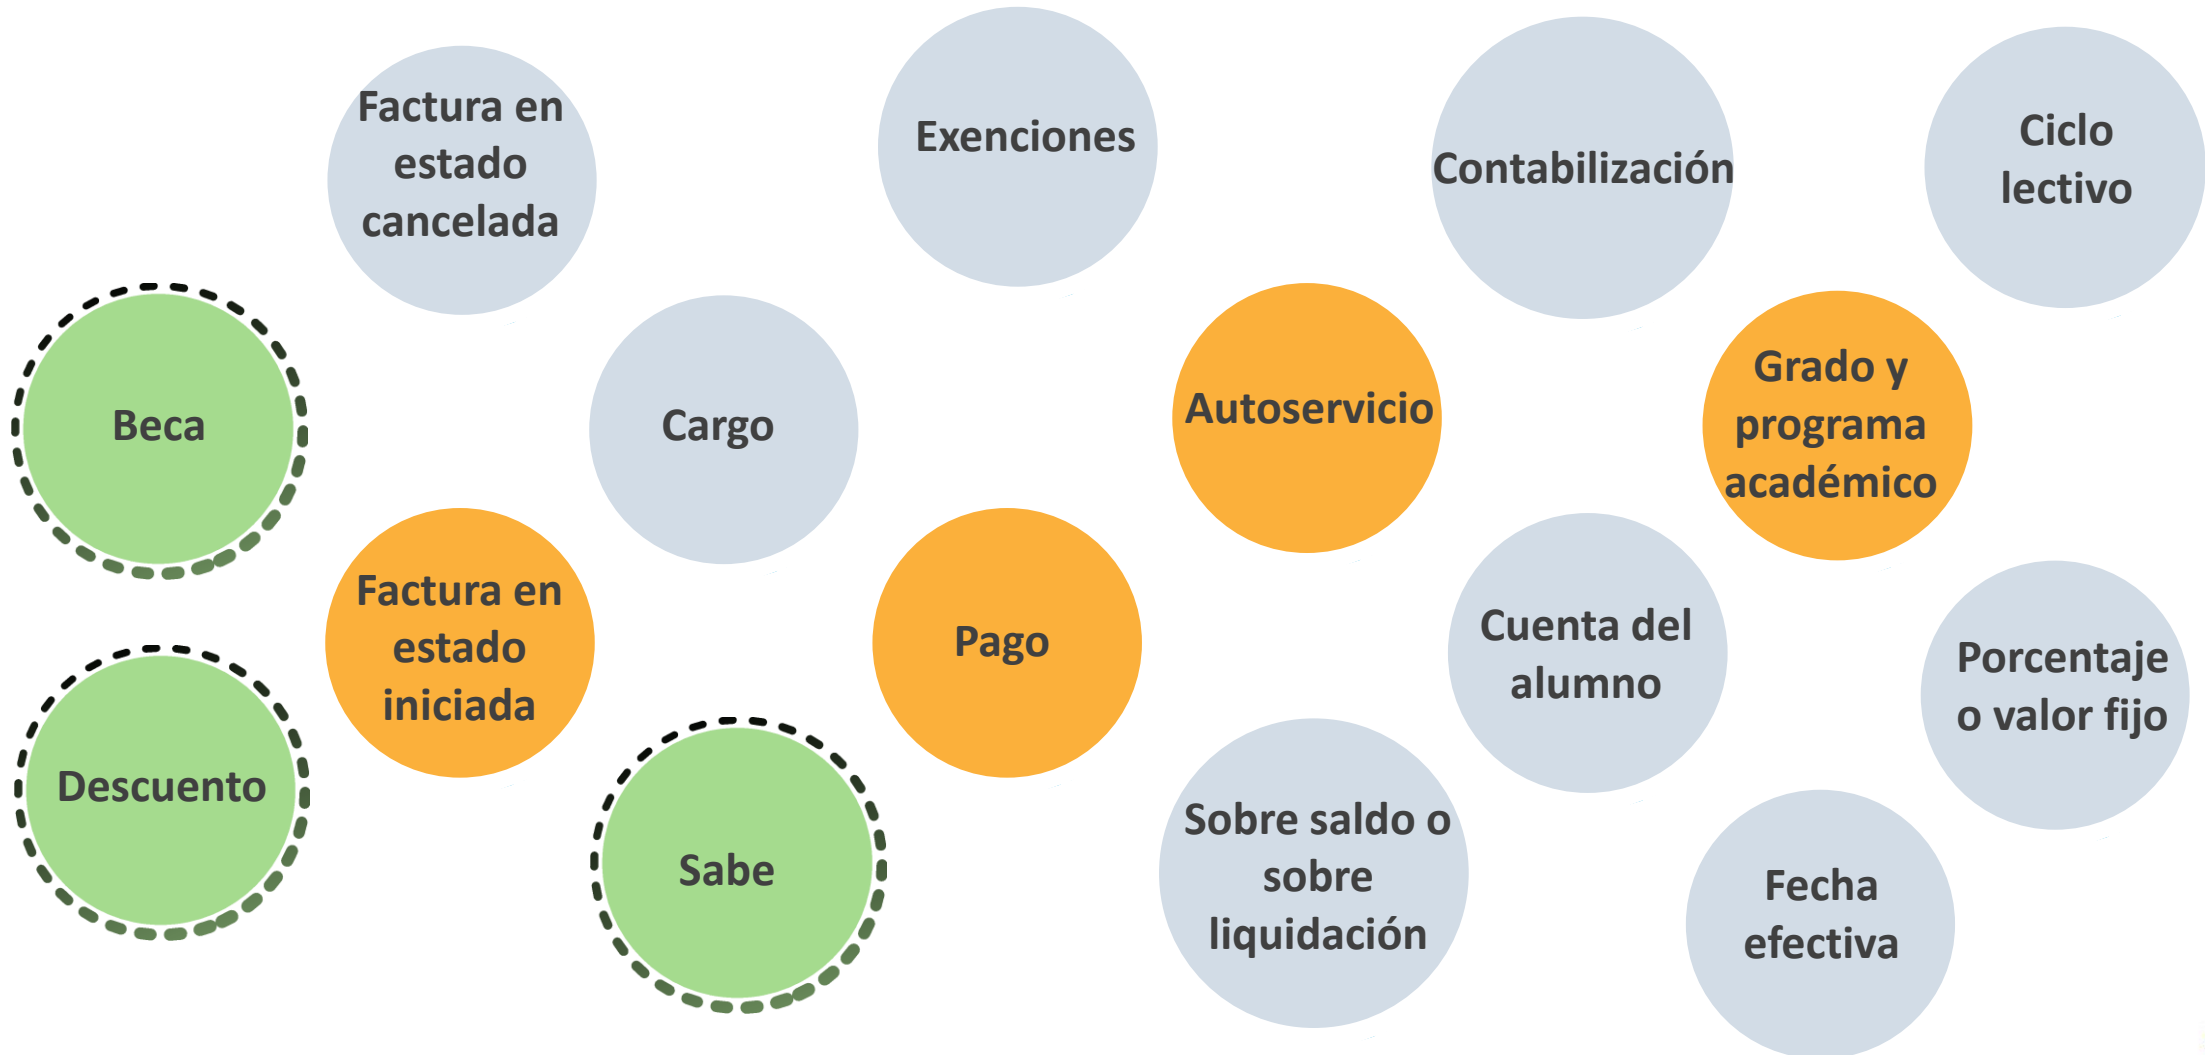 Factura en
estado
cancelada
Exenciones
Contabilización
Ciclo
lectivo
Beca
Cargo
Autoservicio
Grado y
programa
académico
Factura en
estado
iniciada
Pago
Cuenta del
alumno
Porcentaje
o valor fijo
Descuento
Sabe
Sobre saldo o
sobre
liquidación
Fecha
efectiva